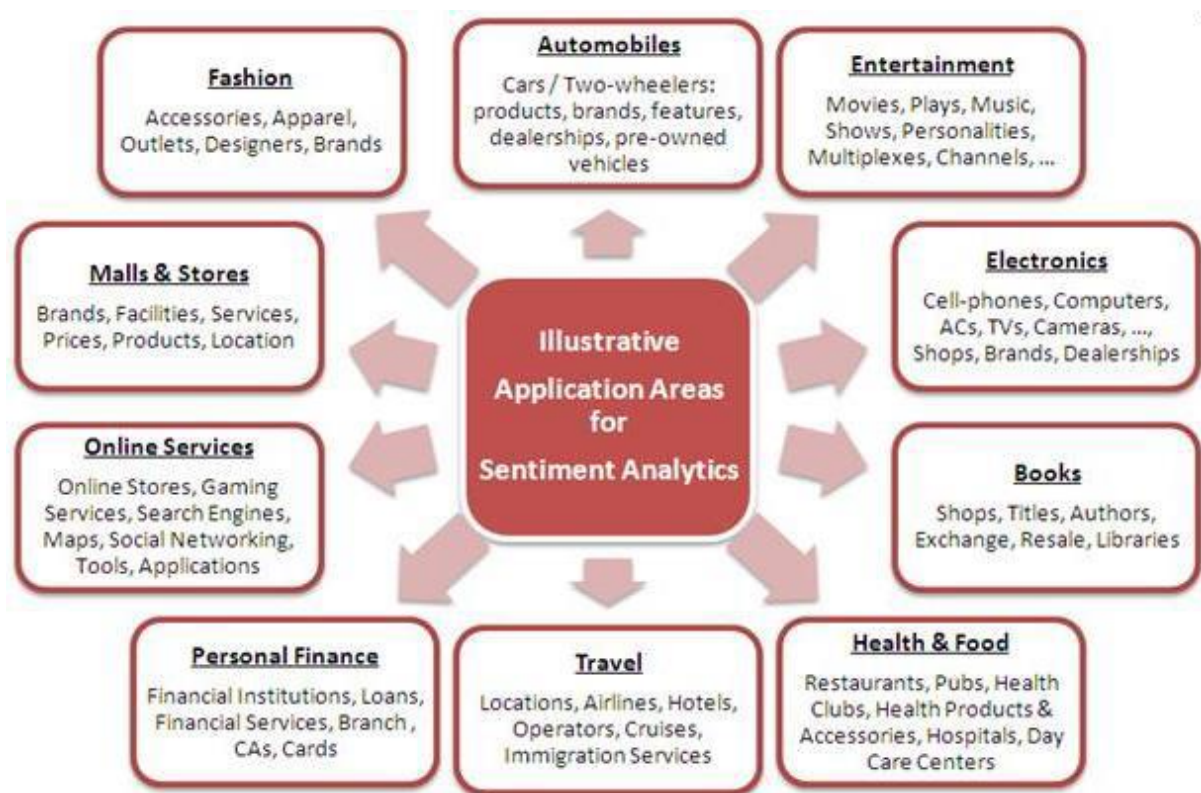 Fashion
Accessories, Apparel,
Outlets, Designers, Brands
Automobiles
Cars / Two-wheelers:
products, brands, features,
dealerships, pre-owned
vehicles
Entertainment
Movies, Plays, Music,
Shows, Personalities,
Multiplexes, Channels, ...
Malls & Stores
Brands, Facilities, Services,
Prices, Products, Location
Illustrative
Application Areas
for
Sentiment Analytics
Electronics
Cell-phones, Computers,
ACs, TVs, Cameras, ...,
Shops, Brands, Dealerships
Online Services
Online Stores, Gaming
Services, Search Engines,
Maps, Social Networking,
Tools, Applications
Books
Shops, Titles, Authors,
Exchange, Resale, Libraries
Personal Finance
Financial Institutions, Loans,
Financial Services, Branch ,
CAs, Cards
Travel
Locations, Airlines, Hotels,
Operators, Cruises,
Immigration Services
Health & Food
Restaurants, Pubs, Health
Clubs, Health Products &
Accessories, Hospitals, Day
Care Centers